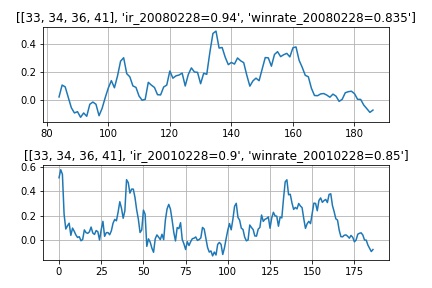 [[33, 34, 36, 41], 'ir_20080228=0.94', 'winrate_20080228=0.835']
0.4
0.2
0.0
80 100 120 140 160 180
[[33, 34, 36, 41], 'ir_20010228=0.9', 'winrate_20010228=0.85']
0.6
0.4
0.2
0.0
0 25 50 75 100 125 150 175